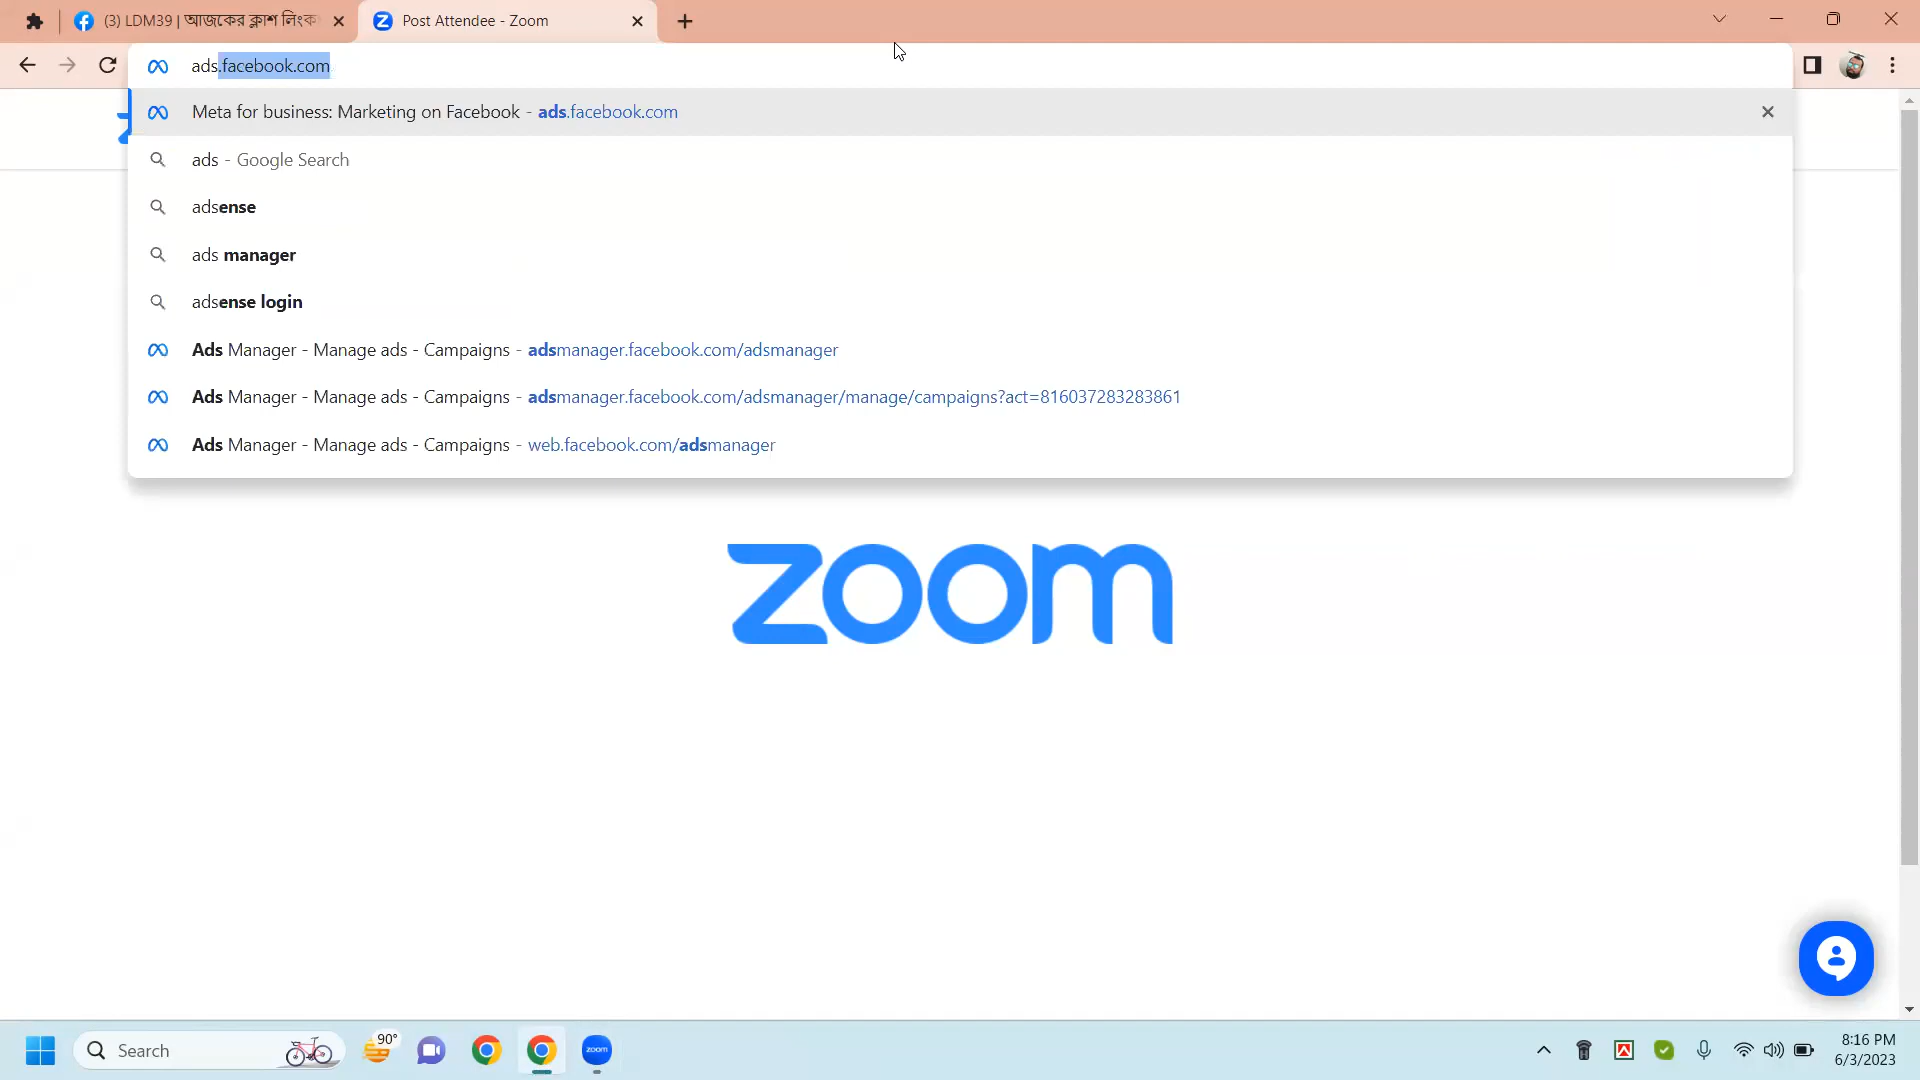 (3) LDM39 | আজকের ক্লাশ লিংক
Post Attendee - Zoom
ads.facebook.com
Meta for business: Marketing on Facebook - ads.facebook.com
ads - Google Search
adsense
ads manager
adsense login
Ads Manager - Manage ads - Campaigns - adsmanager.facebook.com/adsmanager
Ads Manager - Manage ads - Campaigns - adsmanager.facebook.com/adsmanager/manage/campaigns?act=816037283283861
Ads Manager - Manage ads - Campaigns - web.facebook.com/adsmanager
zoom
Search
90°
zoom
8:16 PM
6/3/2023